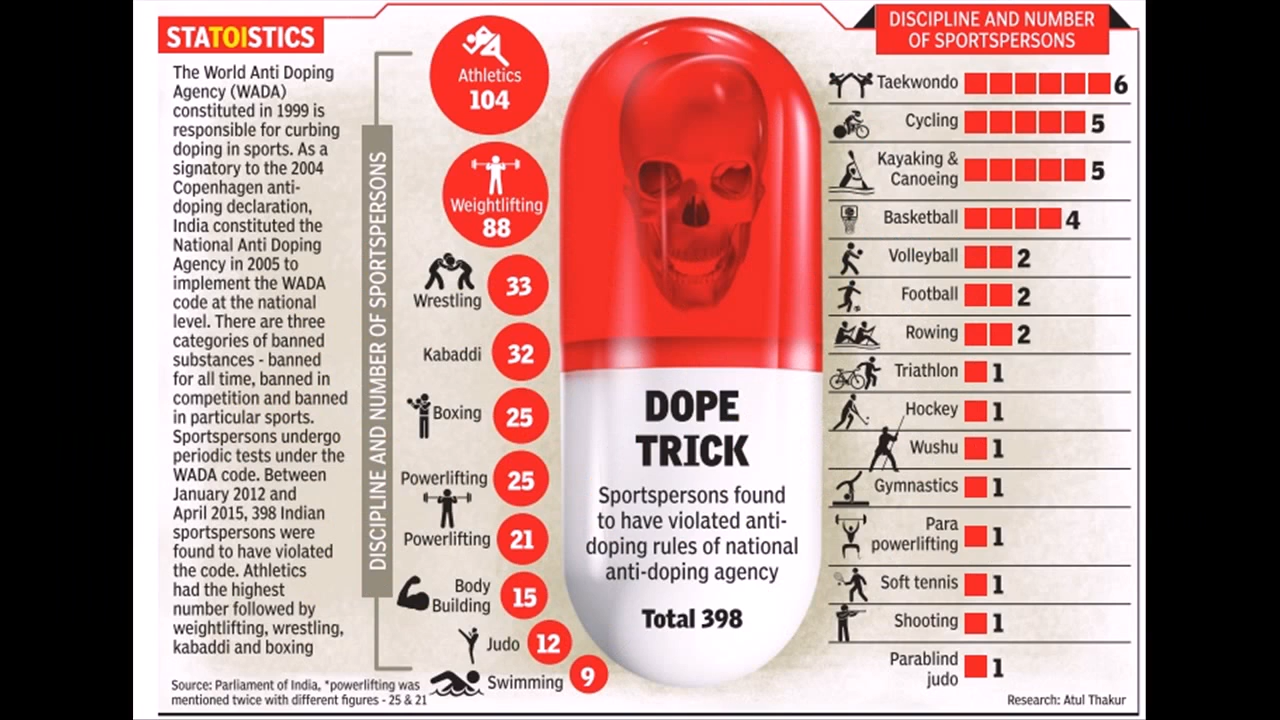 STATOISTICS
The World Anti Doping
Agency (WADA)
constituted in 1999 is
responsible for curbing
doping in sports. As a
signatory to the 2004
Copenhagen anti-
doping declaration,
India constituted the
National Anti Doping
Agency in 2005 to
implement the WADA
code at the national
level. There are three
categories of banned
substances - banned
for all time, banned in
competition and banned
in particular sports.
Sportspersons undergo
periodic tests under the
WADA code. Between
January 2012 and
April 2015, 398 Indian
sportspersons were
found to have violated
the code. Athletics
had the highest
number followed by
weightlifting, wrestling,
kabaddi and boxing
Source: Parliament of India, *powerlifting was
mentioned twice with different figures - 25 & 21
DISCIPLINE AND NUMBER OF SPORTSPERSONS
Athletics
104
Weightlifting
88
Wrestling 33
Kabaddi 32
Boxing 25
Powerlifting 25
Powerlifting 21
Body
Building 15
Judo 12
Swimming 9
DOPE
TRICK
Sportspersons found
to have violated anti-
doping rules of national
anti-doping agency
Total 398
DISCIPLINE AND NUMBER
OF SPORTSPERSONS
Taekwondo 6
Cycling 5
Kayaking &
Canoeing 5
Basketball 4
Volleyball 2
Football 2
Rowing 2
Triathlon 1
Hockey 1
Wushu 1
Gymnastics 1
Para
powerlifting 1
Soft tennis 1
Shooting 1
Parablind
judo 1
Research: Atul Thakur